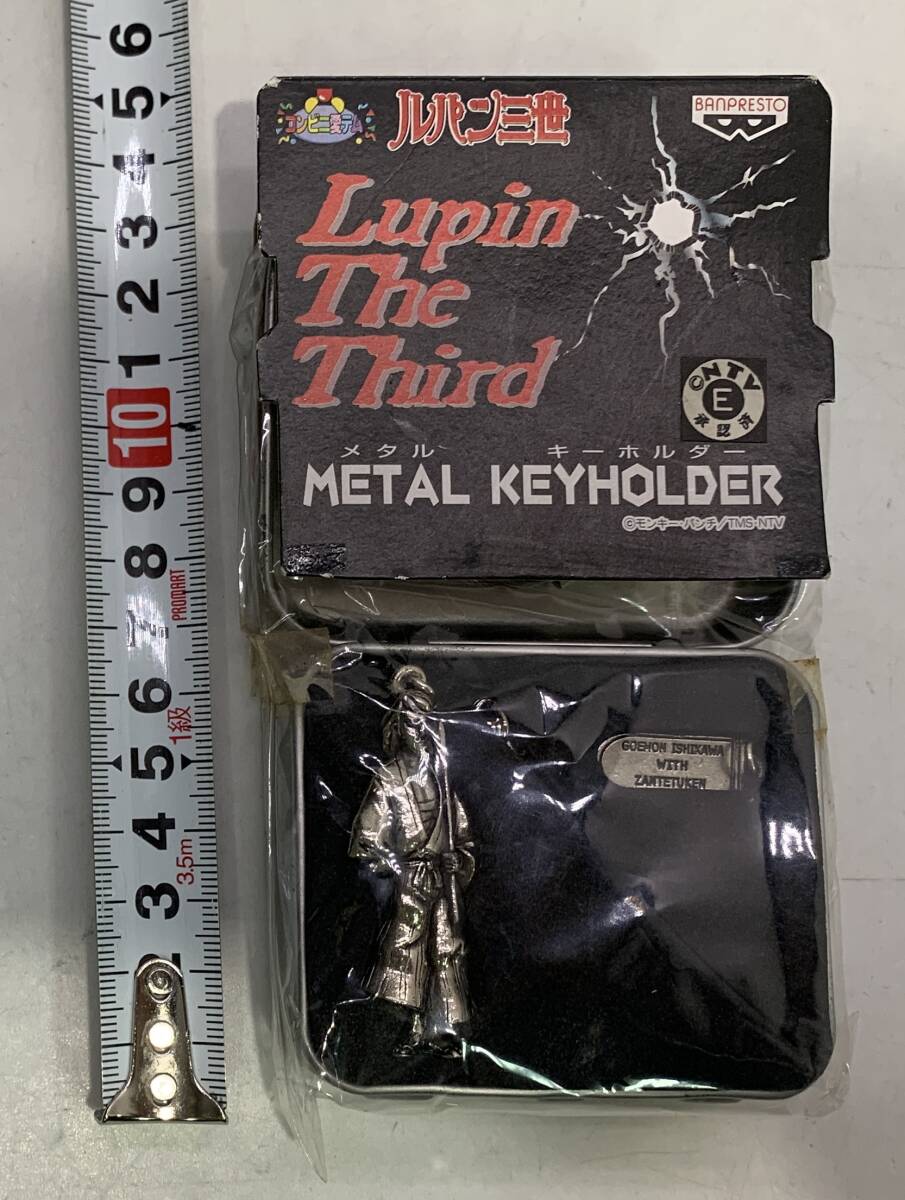 コンビニ愛テム
ルパン三世
BANPRESTO
Lupin
The
Third
©NTV
E
承認済
メタル キーホルダー
METAL KEYHOLDER
©モンキー・パンチ/TMS・NTV
GOEMON ISHIKAWA
WITH
ZANTETUKEN
6
5
4
3
2
1
10
9
8
7
6
5
4
3
2
PROMART
1級
3.5m